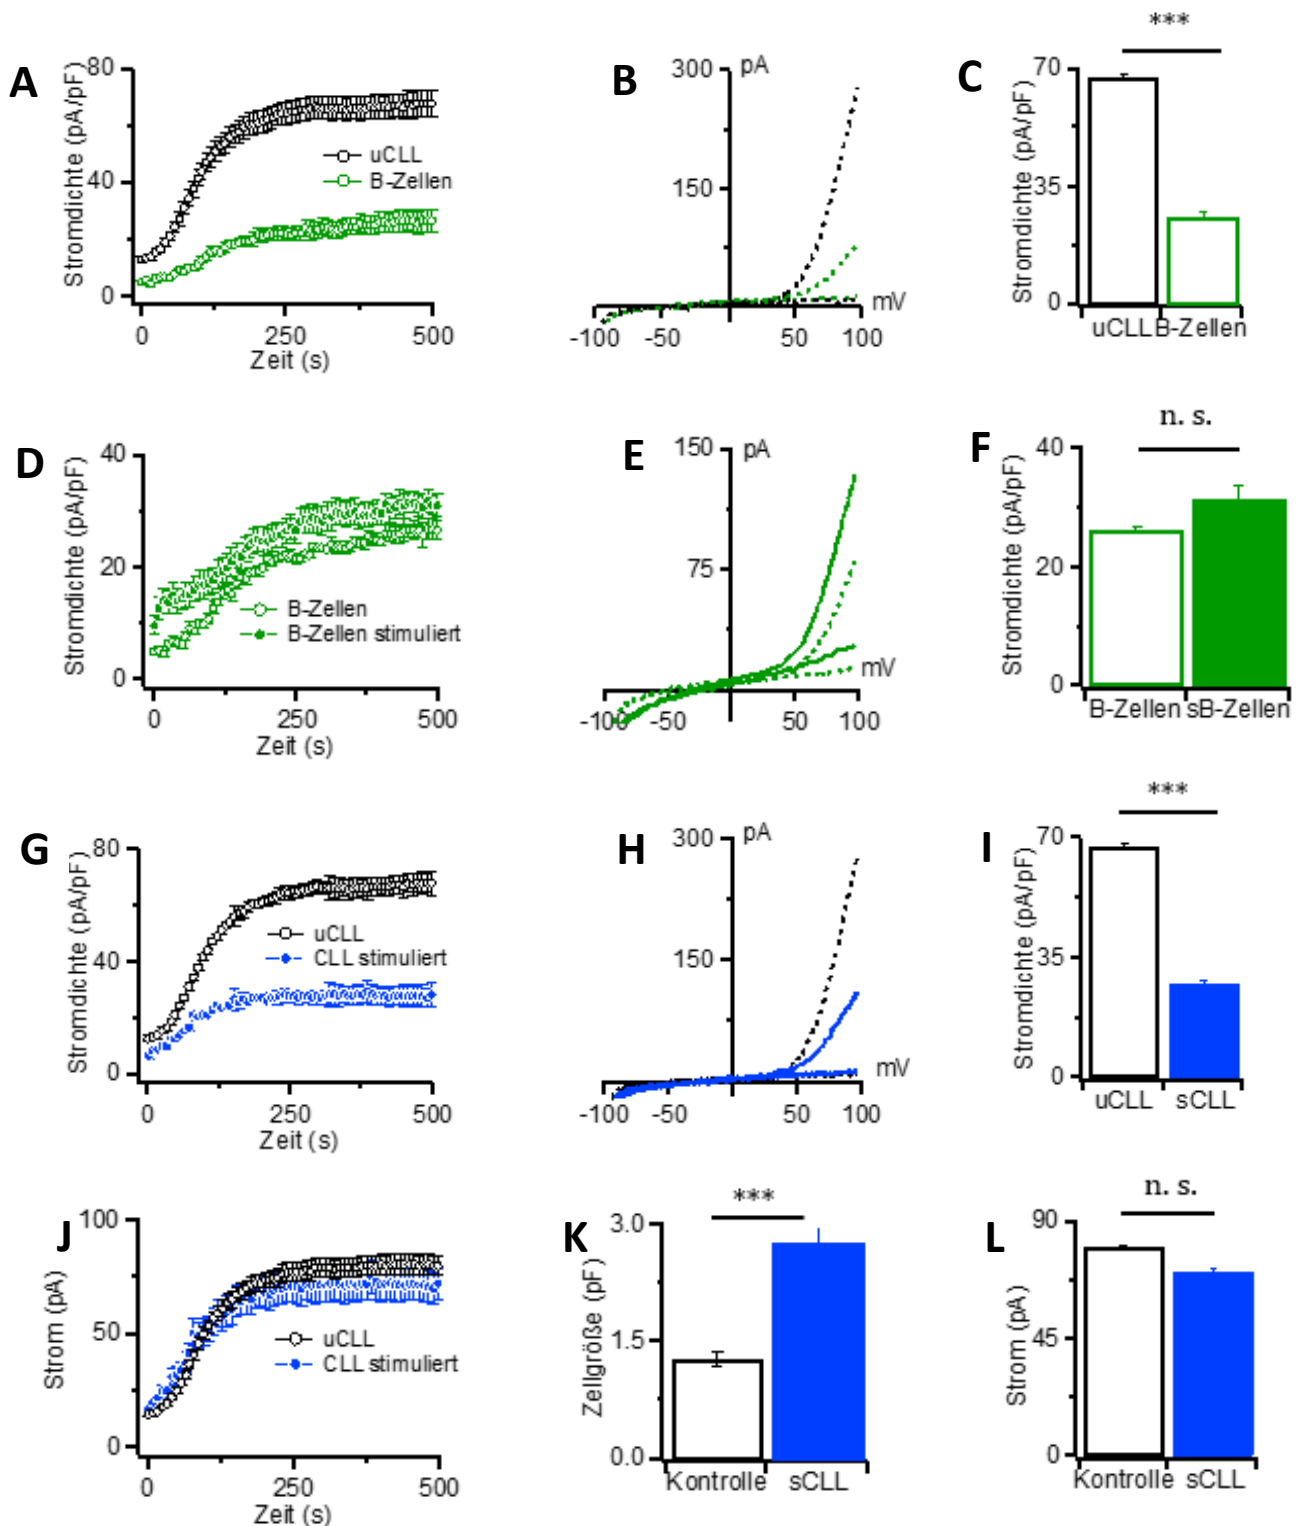 A
Stromdichte (pA/pF)
80
40
0
uCLL
B-Zellen
0 250 500
Zeit (s)
B
300
pA
150
mV
-100 -50 50 100
C
***
Stromdichte (pA/pF)
70
35
0
uCLL B-Zellen
D
Stromdichte (pA/pF)
40
20
0
B-Zellen
B-Zellen stimuliert
0 250 500
Zeit (s)
E
150
pA
75
mV
-100 -50 50 100
F
n. s.
Stromdichte (pA/pF)
40
20
0
B-Zellen sB-Zellen
G
Stromdichte (pA/pF)
80
40
0
uCLL
CLL stimuliert
0 250 500
Zeit (s)
H
300
pA
150
mV
-100 -50 50 100
I
***
Stromdichte (pA/pF)
70
35
0
uCLL sCLL
J
Strom (pA)
100
50
0
uCLL
CLL stimuliert
0 250 500
Zeit (s)
K
***
Zellgröße (pF)
3.0
1.5
0.0
Kontrolle sCLL
L
n. s.
Strom (pA)
90
45
0
Kontrolle sCLL